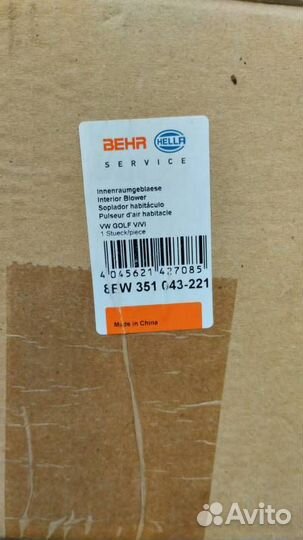 BEHR HELLA
SERVICE
Innenraumgeblaese
Interior Blower
Soplador habitáculo
Pulseur d'air habitacle
VW GOLF V/VI
1 Stueck/piece
4 045621 427085
8EW 351 043-221
Made in China
Avito